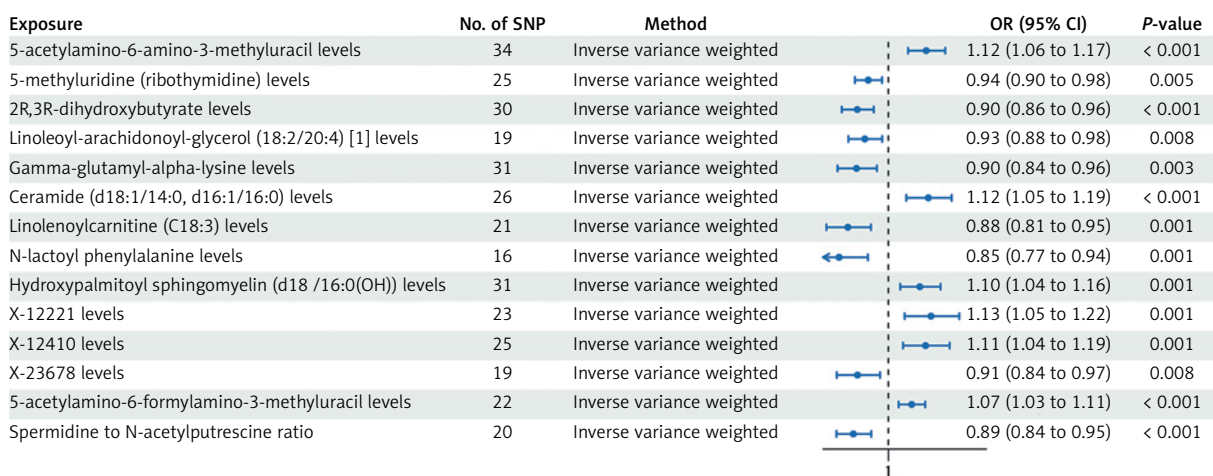 Exposure No. of SNP Method OR (95% CI) P-value
5-acetylamino-6-amino-3-methyluracil levels 34 Inverse variance weighted 1.12 (1.06 to 1.17) < 0.001
5-methyluridine (ribothymidine) levels 25 Inverse variance weighted 0.94 (0.90 to 0.98) 0.005
2R,3R-dihydroxybutyrate levels 30 Inverse variance weighted 0.90 (0.86 to 0.96) < 0.001
Linoleoyl-arachidonoyl-glycerol (18:2/20:4) [1] levels 19 Inverse variance weighted 0.93 (0.88 to 0.98) 0.008
Gamma-glutamyl-alpha-lysine levels 31 Inverse variance weighted 0.90 (0.84 to 0.96) 0.003
Ceramide (d18:1/14:0, d16:1/16:0) levels 26 Inverse variance weighted 1.12 (1.05 to 1.19) < 0.001
Linolenoylcarnitine (C18:3) levels 21 Inverse variance weighted 0.88 (0.81 to 0.95) 0.001
N-lactoyl phenylalanine levels 16 Inverse variance weighted 0.85 (0.77 to 0.94) 0.001
Hydroxypalmitoyl sphingomyelin (d18 /16:0(OH)) levels 31 Inverse variance weighted 1.10 (1.04 to 1.16) 0.001
X-12221 levels 23 Inverse variance weighted 1.13 (1.05 to 1.22) 0.001
X-12410 levels 25 Inverse variance weighted 1.11 (1.04 to 1.19) 0.001
X-23678 levels 19 Inverse variance weighted 0.91 (0.84 to 0.97) 0.008
5-acetylamino-6-formylamino-3-methyluracil levels 22 Inverse variance weighted 1.07 (1.03 to 1.11) < 0.001
Spermidine to N-acetylputrescine ratio 20 Inverse variance weighted 0.89 (0.84 to 0.95) < 0.001
1